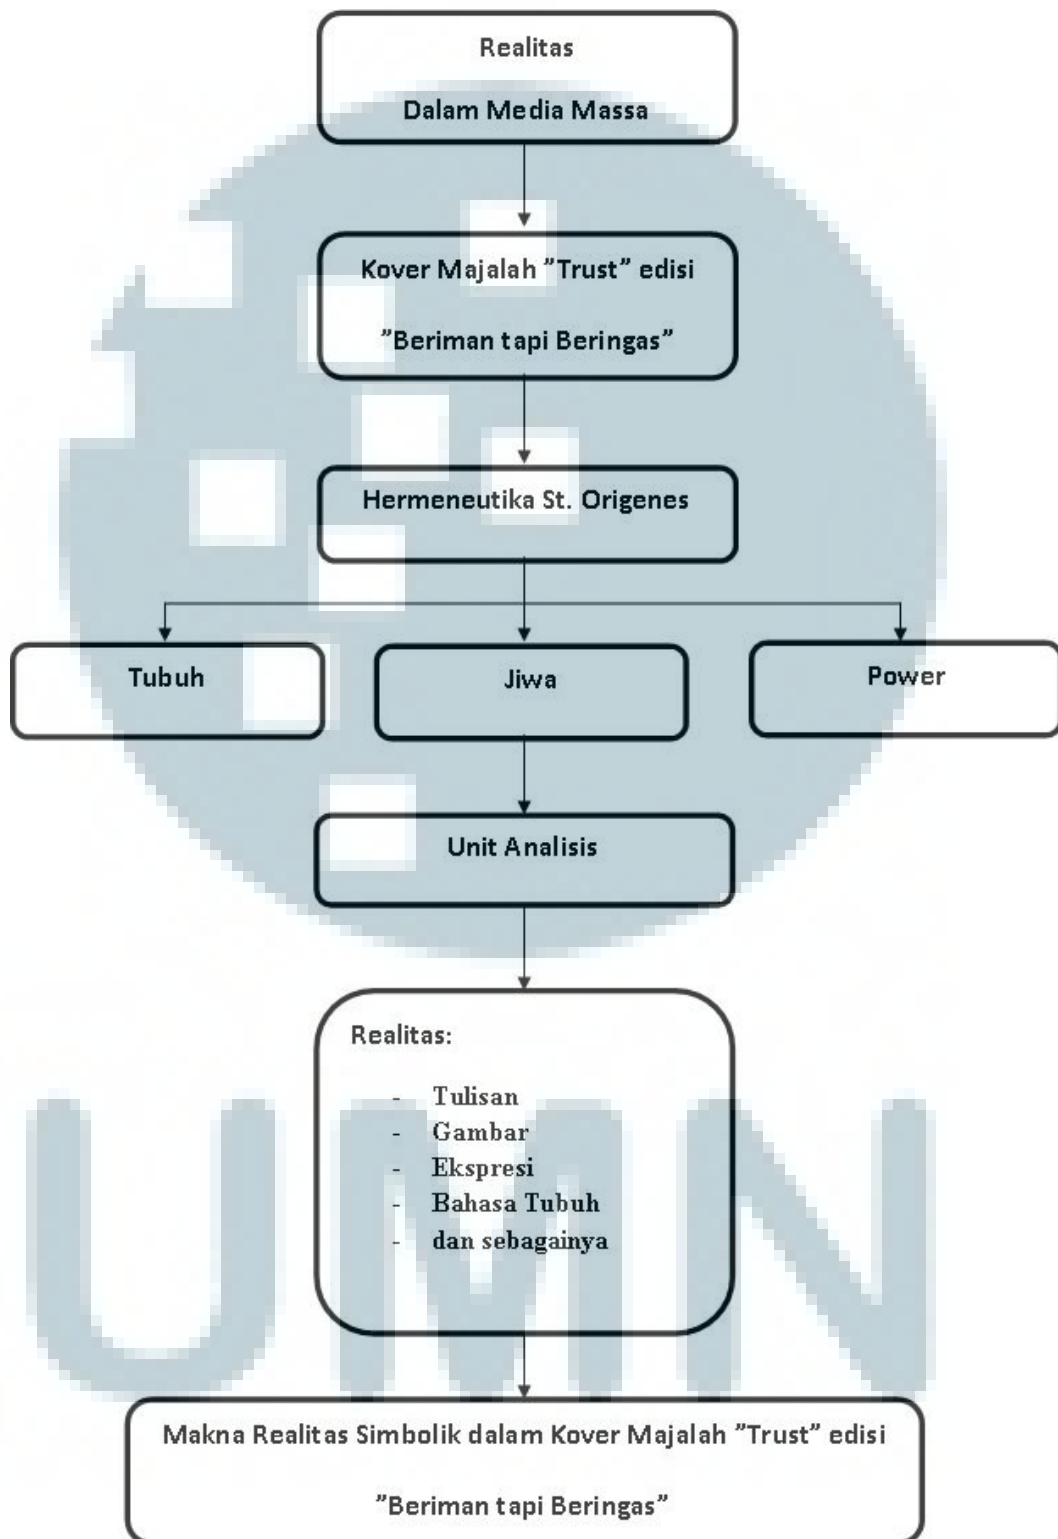 Realitas
Dalam Media Massa
Kover Majalah ”Trust” edisi
”Beriman tapi Beringas”
Hermeneutika St. Origenes
Tubuh
Jiwa
Power
Unit Analisis
Realitas:
- Tulisan
- Gambar
- Ekspresi
- Bahasa Tubuh
- dan sebagainya
UMN
Makna Realitas Simbolik dalam Kover Majalah ”Trust” edisi
”Beriman tapi Beringas”